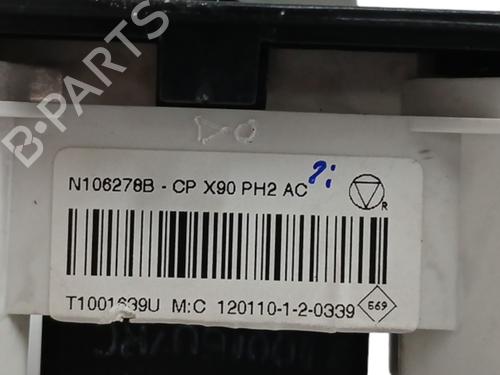 B-PARTS
N106278B - CP X90 PH2 AC
R
T1001639U M:C 120110-1-2-0339
569